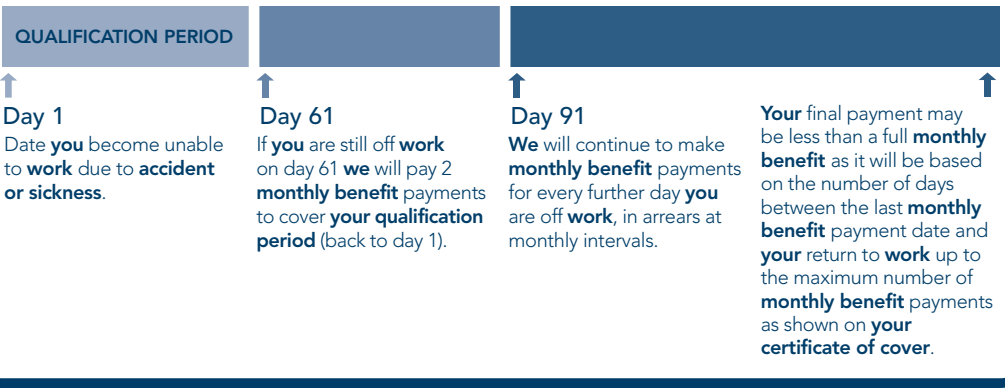 QUALIFICATION PERIOD
Day 1
Date you become unable
to work due to accident
or sickness.
Day 61
If you are still off work
on day 61 we will pay 2
monthly benefit payments
to cover your qualification
period (back to day 1).
Day 91
We will continue to make
monthly benefit payments
for every further day you
are off work, in arrears at
monthly intervals.
Your final payment may
be less than a full monthly
benefit as it will be based
on the number of days
between the last monthly
benefit payment date and
your return to work up to
the maximum number of
monthly benefit payments
as shown on your
certificate of cover.